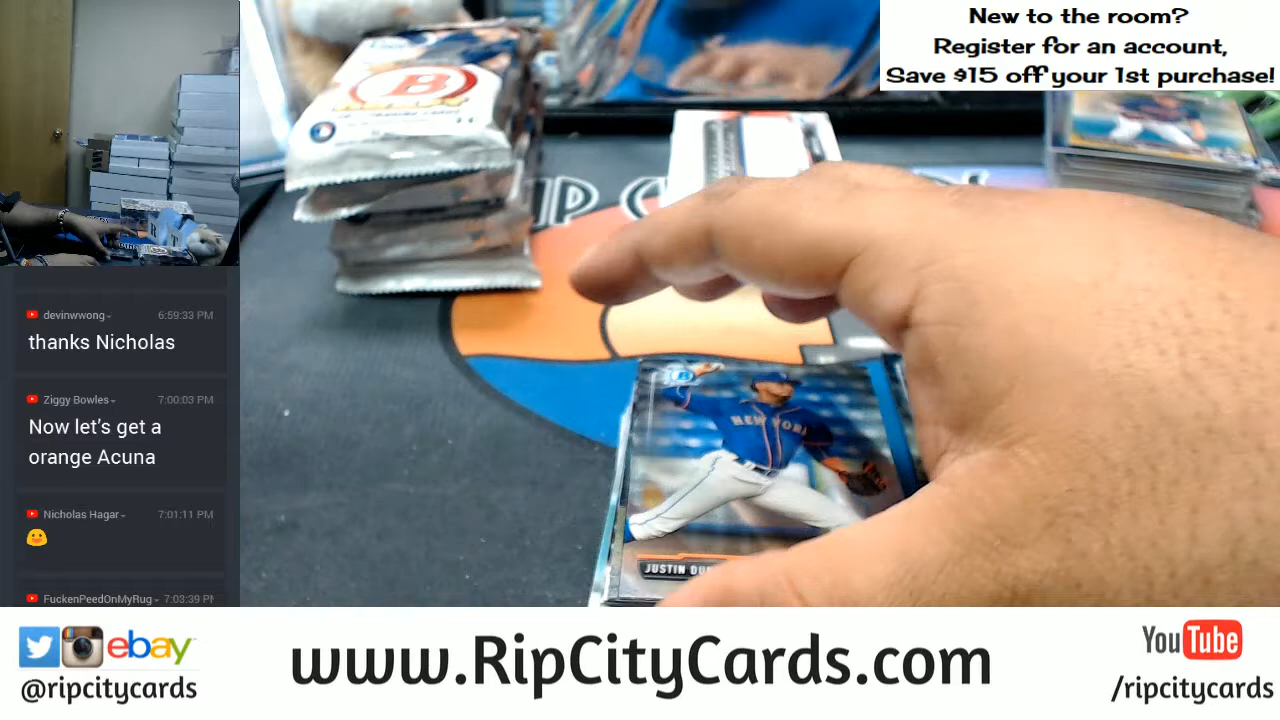 New to the room?
Register for an account,
Save $15 off your 1st purchase!
B
IP C
devinwwong 6:59:33 PM
thanks Nicholas
Ziggy Bowles 7:00:03 PM
Now let's get a
orange Acuna
Nicholas Hagar 7:01:11 PM
FuckenPeedOnMyRug 7:03:39 PM
NEW YORK
JUSTIN DU
ebay
@ripcitycards
www.RipCityCards.com
YouTube
/ripcitycards